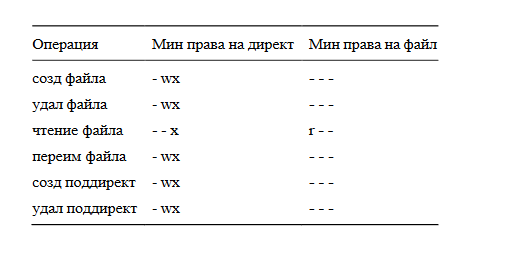 Операция Мин права на директ Мин права на файл
созд файла - wx - - -
удал файла - wx - - -
чтение файла - - x r - -
переим файла - wx - - -
созд поддирект - wx - - -
удал поддирект - wx - - -